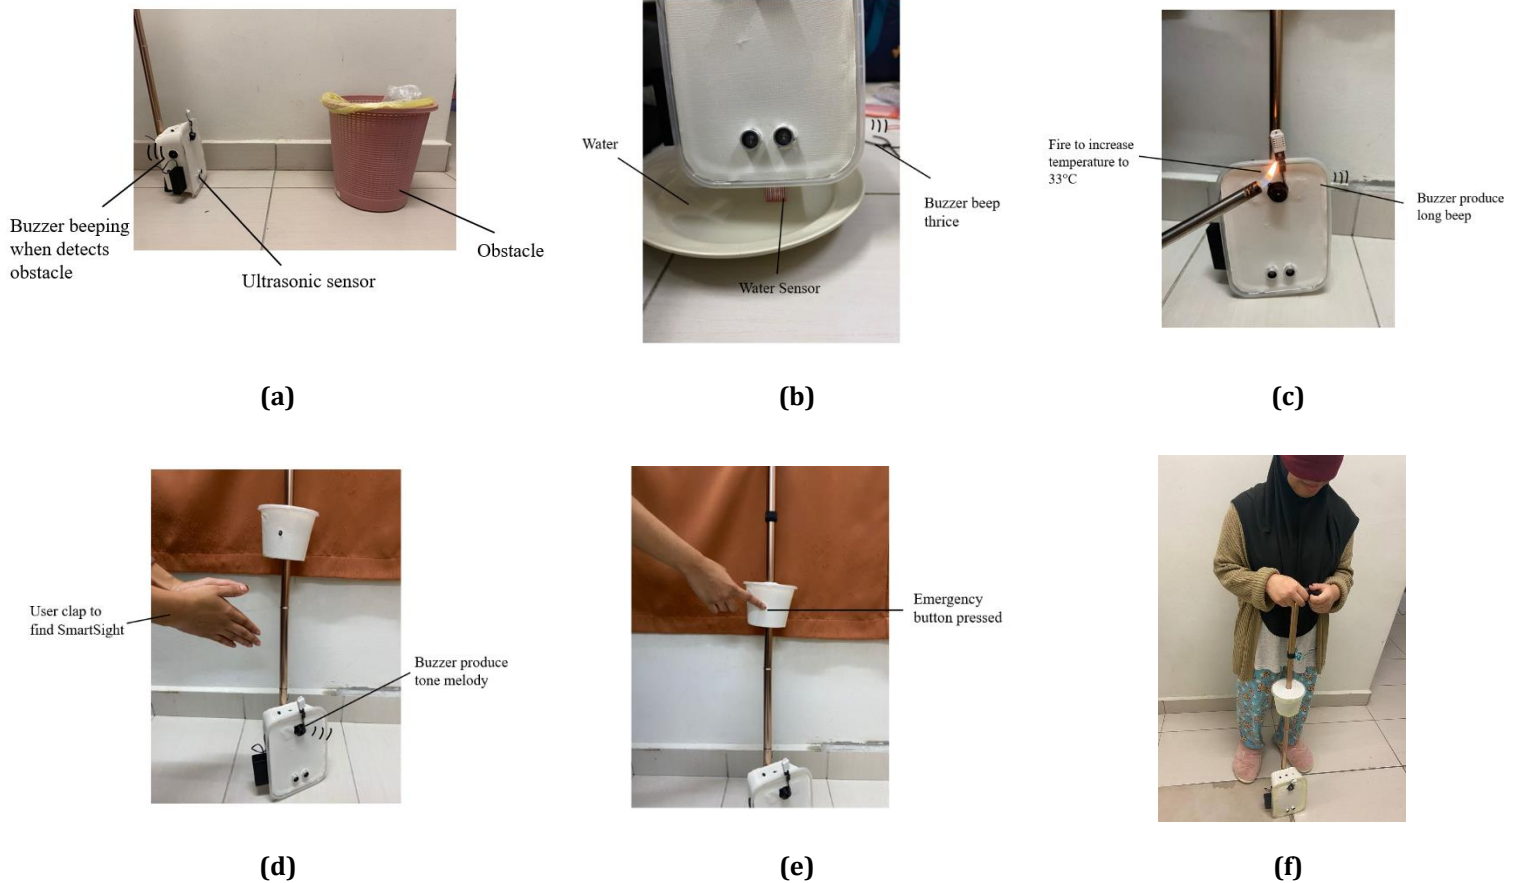 Buzzer beeping
when detects
obstacle
Ultrasonic sensor
Obstacle
(a)
Water
Water Sensor
Buzzer beep
thrice
(b)
Fire to increase
temperature to
33°C
Buzzer produce
long beep
(c)
User clap to
find SmartSight
Buzzer produce
tone melody
(d)
Emergency
button pressed
(e)
(f)